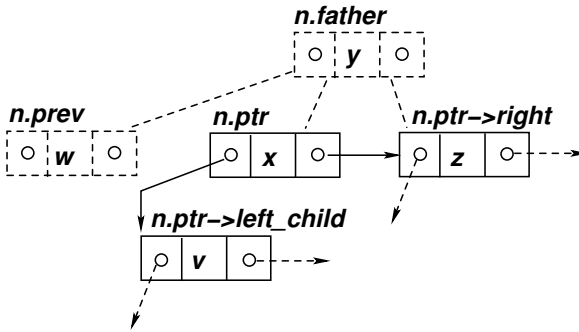 n.father
y
n.prev
n.ptr
n.ptr->right
w
x
z
n.ptr->left_child
v